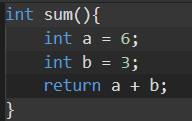 int sum(){
    int a = 6;
    int b = 3;
    return a + b;
}